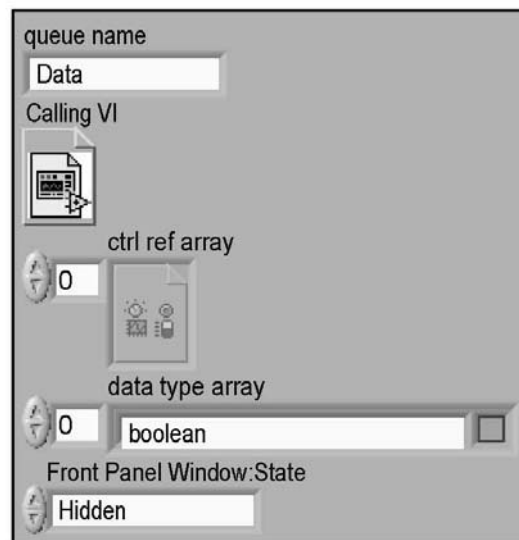 queue name
Data
Calling VI
ctrl ref array
0
data type array
0 boolean
Front Panel Window:State
Hidden